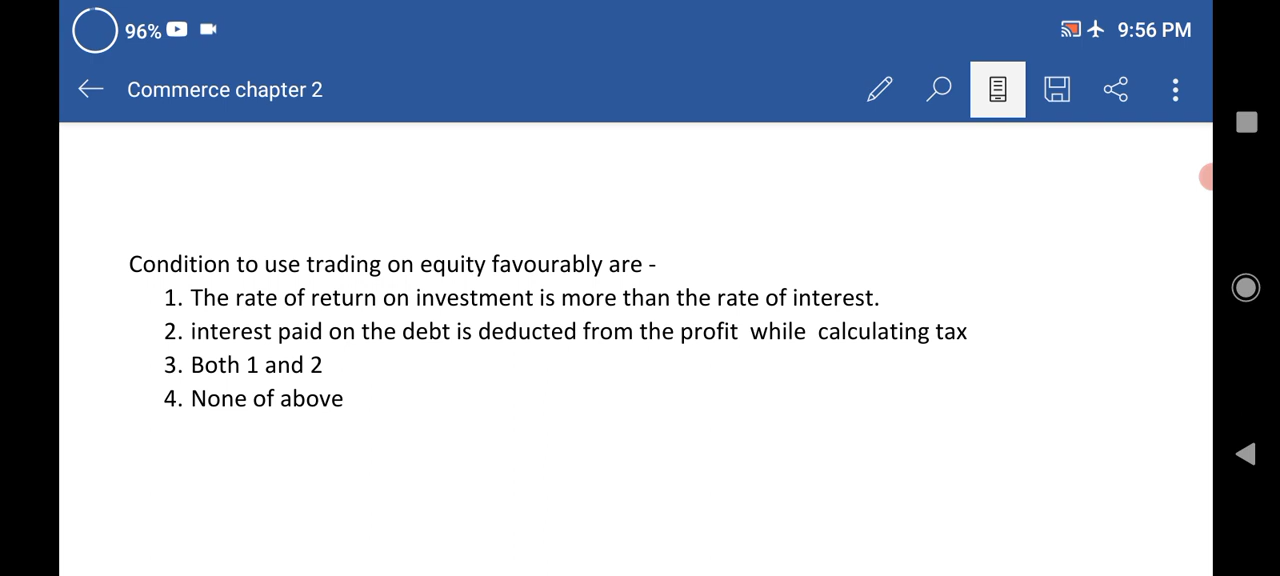 96% 9:56 PM
Commerce chapter 2
Condition to use trading on equity favourably are -
1. The rate of return on investment is more than the rate of interest.
2. interest paid on the debt is deducted from the profit  while  calculating tax
3. Both 1 and 2
4. None of above